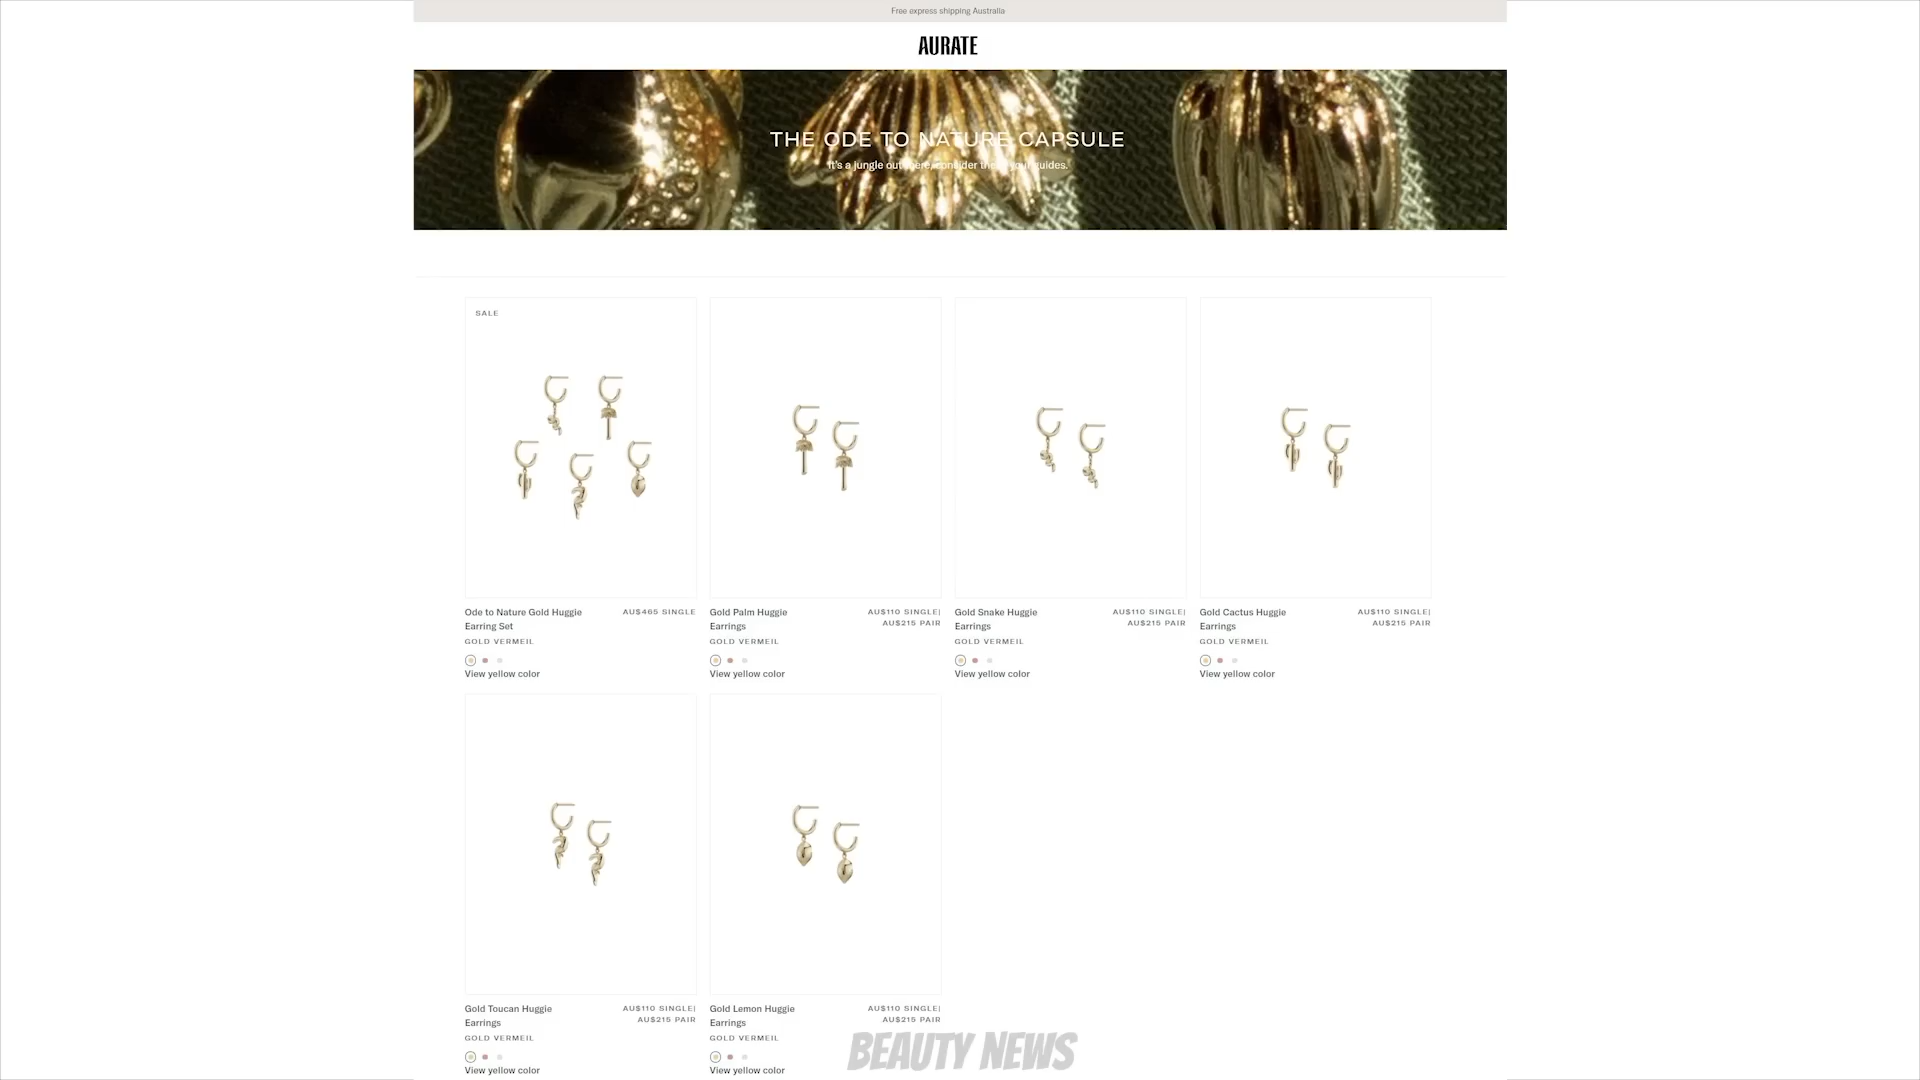 Free express shipping Australia
AURATE
THE ODE TO NATURE CAPSULE
It's a jungle out there, consider these your guides.
SALE
Ode to Nature Gold Huggie
Earring Set
AU$465 SINGLE
GOLD VERMEIL
View yellow color
Gold Palm Huggie
Earrings
AU$110 SINGLE|
AU$215 PAIR
GOLD VERMEIL
View yellow color
Gold Snake Huggie
Earrings
AU$110 SINGLE|
AU$215 PAIR
GOLD VERMEIL
View yellow color
Gold Cactus Huggie
Earrings
AU$110 SINGLE|
AU$215 PAIR
GOLD VERMEIL
View yellow color
Gold Toucan Huggie
Earrings
AU$110 SINGLE|
AU$215 PAIR
GOLD VERMEIL
View yellow color
Gold Lemon Huggie
Earrings
AU$110 SINGLE|
AU$215 PAIR
GOLD VERMEIL
View yellow color
BEAUTY NEWS